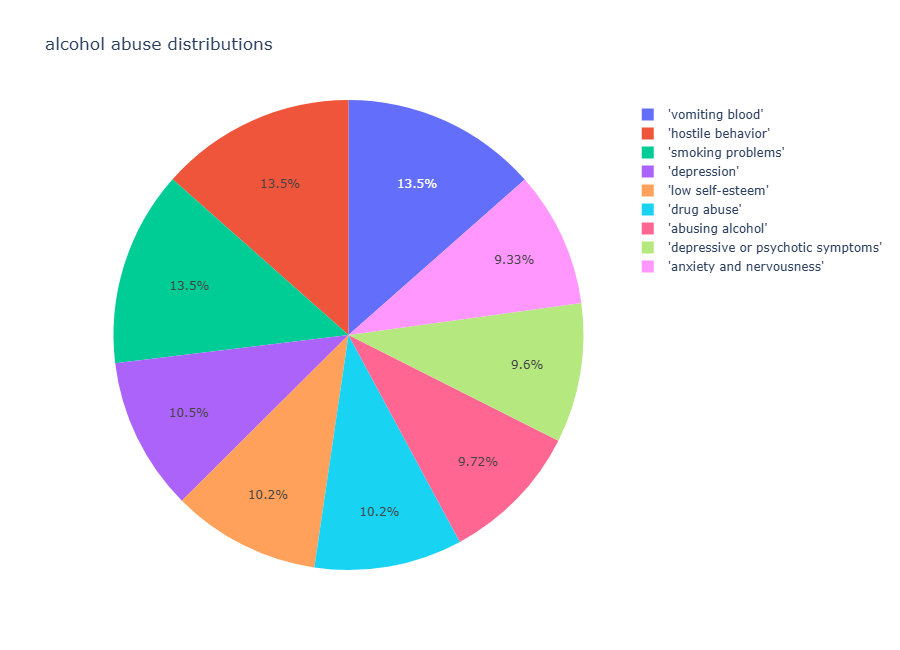 alcohol abuse distributions
'vomiting blood'
'hostile behavior'
'smoking problems'
'depression'
'low self-esteem'
'drug abuse'
'abusing alcohol'
'depressive or psychotic symptoms'
'anxiety and nervousness'
13.5%
13.5%
9.33%
13.5%
9.6%
10.5%
9.72%
10.2%
10.2%